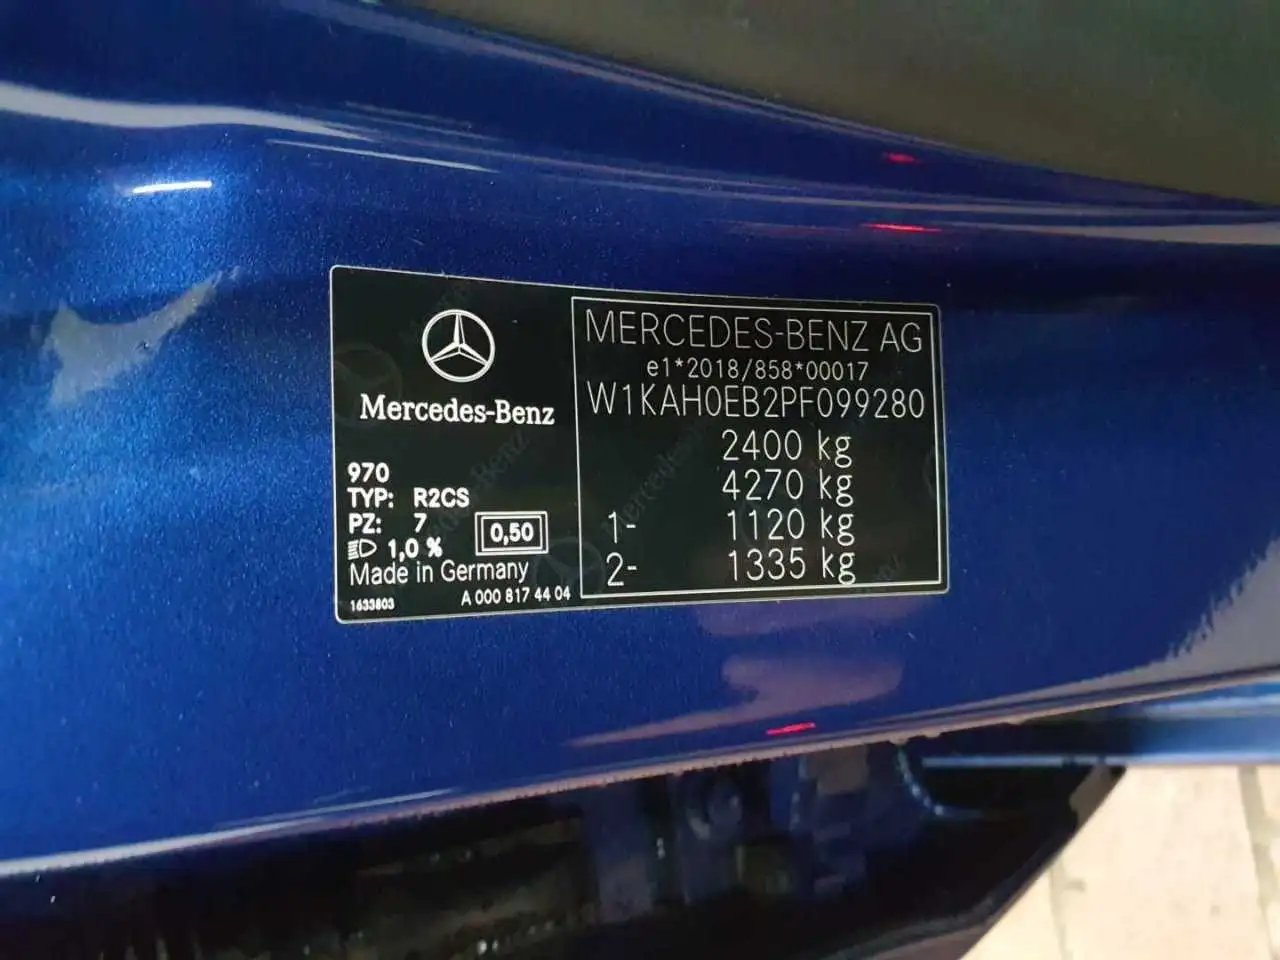 Mercedes-Benz
970
TYP: R2CS
PZ: 7
1,0 %
0,50
Made in Germany
1633803
A 000 817 44 04
MERCEDES-BENZ AG
e1*2018/858*00017
W1KAH0EB2PF099280
2400 kg
4270 kg
1- 1120 kg
2- 1335 kg